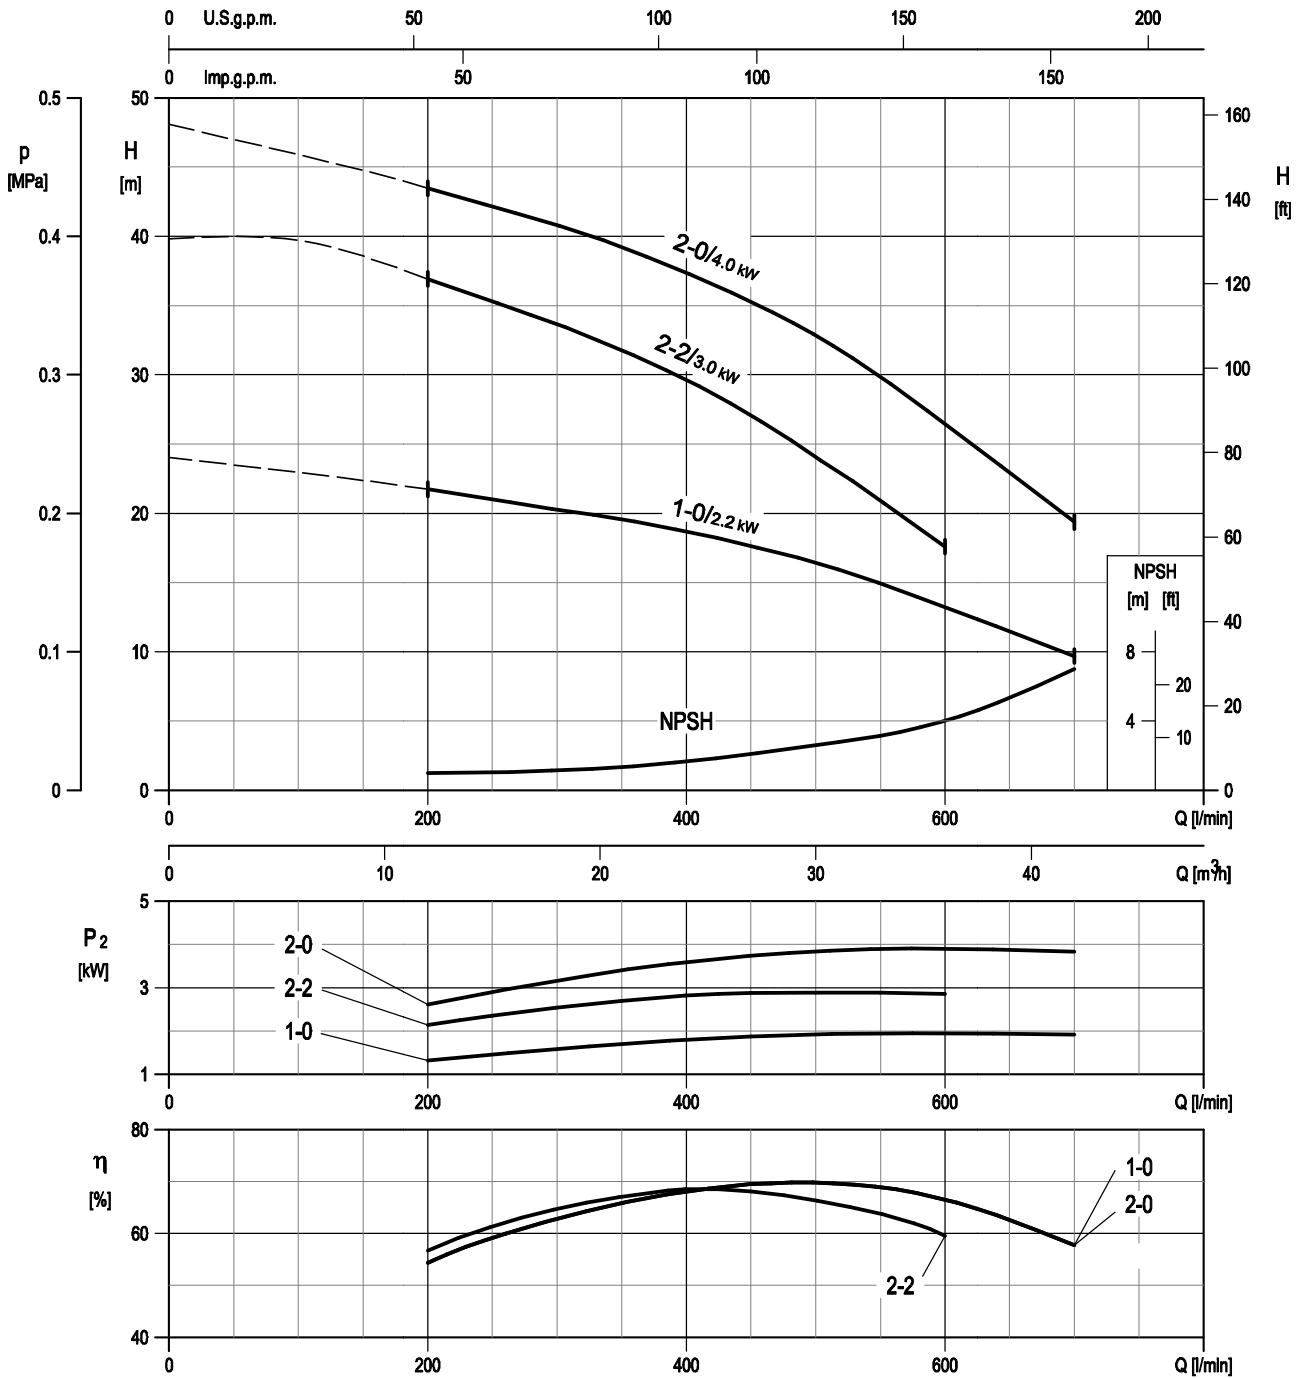 0 U.S.g.p.m. 50 100 150 200
0 Imp.g.p.m. 50 100 150
p
[MPa]
0.5
0.4
0.3
0.2
0.1
0
H
[m]
50
40
30
20
10
0
H
[ft]
160
140
120
100
80
60
40
20
0
2-0/4.0 kW
2-2/3.0 kW
1-0/2.2 kW
NPSH
NPSH
[m] [ft]
8
20
4
10
0 200 400 600 Q [l/min]
0 10 20 30 40 Q [m³/h]
P2
[kW]
5
3
1
2-0
2-2
1-0
0 200 400 600 Q [l/min]
η
[%]
80
60
40
1-0
2-0
2-2
0 200 400 600 Q [l/min]